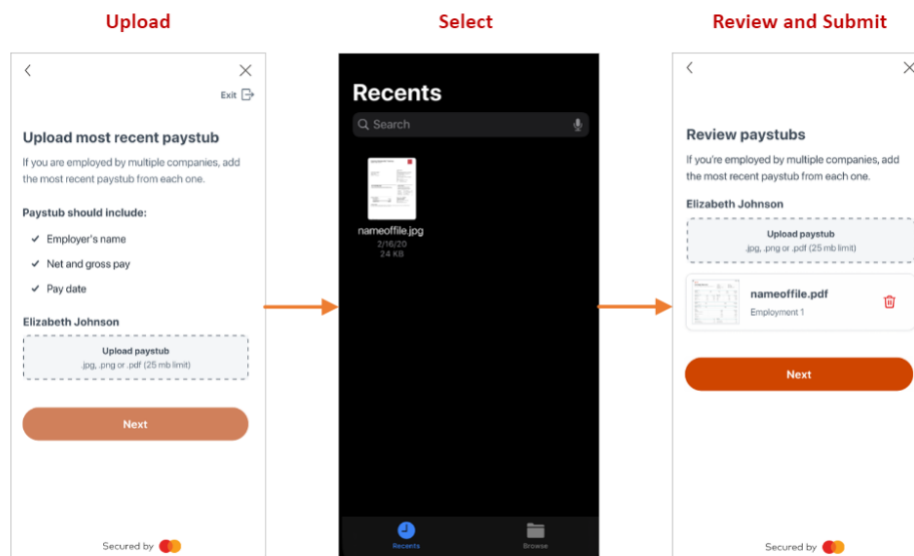 Upload
Exit
Upload most recent paystub
If you are employed by multiple companies, add
the most recent paystub from each one.
Paystub should include:
Employer's name
Net and gross pay
Pay date
Elizabeth Johnson
Upload paystub
.jpg, .png or .pdf (25 mb limit)
Next
Secured by
Select
Recents
Search
nameoffile.jpg
2/16/20
24 KB
Recents
Browse
Review and Submit
Review paystubs
If you're employed by multiple companies, add
the most recent paystub from each one.
Elizabeth Johnson
Upload paystub
.jpg, .png or .pdf (25 mb limit)
nameoffile.pdf
Employment 1
Next
Secured by